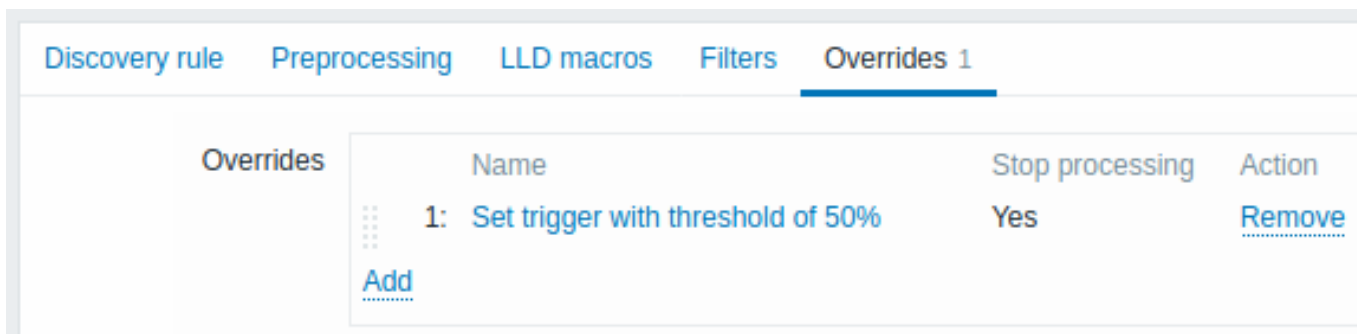 Discovery rule Preprocessing LLD macros Filters Overrides 1
Overrides Name Stop processing Action
1: Set trigger with threshold of 50% Yes Remove
Add